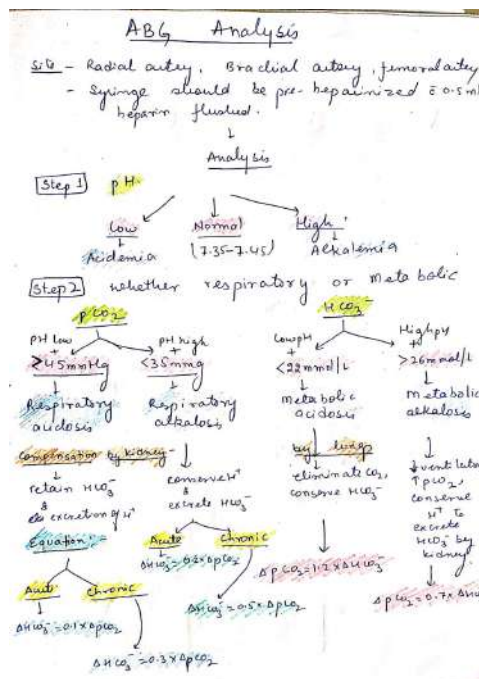 ABG Analysis
Site - Radial artery, Brachial artery, femoral artery
- Syringe should be pre-hepainized c̄ 0.5 ml
heparin flushed.
↓
Analysis
Step 1 pH
Low Normal High
↓ (7.35-7.45) ↓
Acidemia Alkalemia
Step 2 whether respiratory or Metabolic
pCO2
PH low
+
≥45mmHg
↓
Respiratory
acidosis
PH high
+
<35mmg
↓
Respiratory
alkalosis
Compensation by kidney -
↓
retain HCO3-
&
excretion of H+
Equation :-
Acute
↓
ΔHCO3- = 0.1 x ΔpCO2
Chronic
ΔHCO3- = 0.3 x ΔpCO2
conserve H+
&
excrete HCO3-
Acute
↓
ΔHCO3- = 0.2 x ΔpCO2
Chronic
ΔHCO3- = 0.5 x ΔpCO2
HCO3-
Low pH
+
<22mmol/L
↓
Metabolic
acidosis
by lungs
eliminate CO2,
conserve HCO3-
ΔpCO2 = 1.2 x ΔHCO3-
High pH
+
>26mmol/L
↓
Metabolic
alkalosis
↓
↑pCO2,
conserve
H+ to
excrete
HCO3- by
kidney
ΔpCO2 = 0.7 x